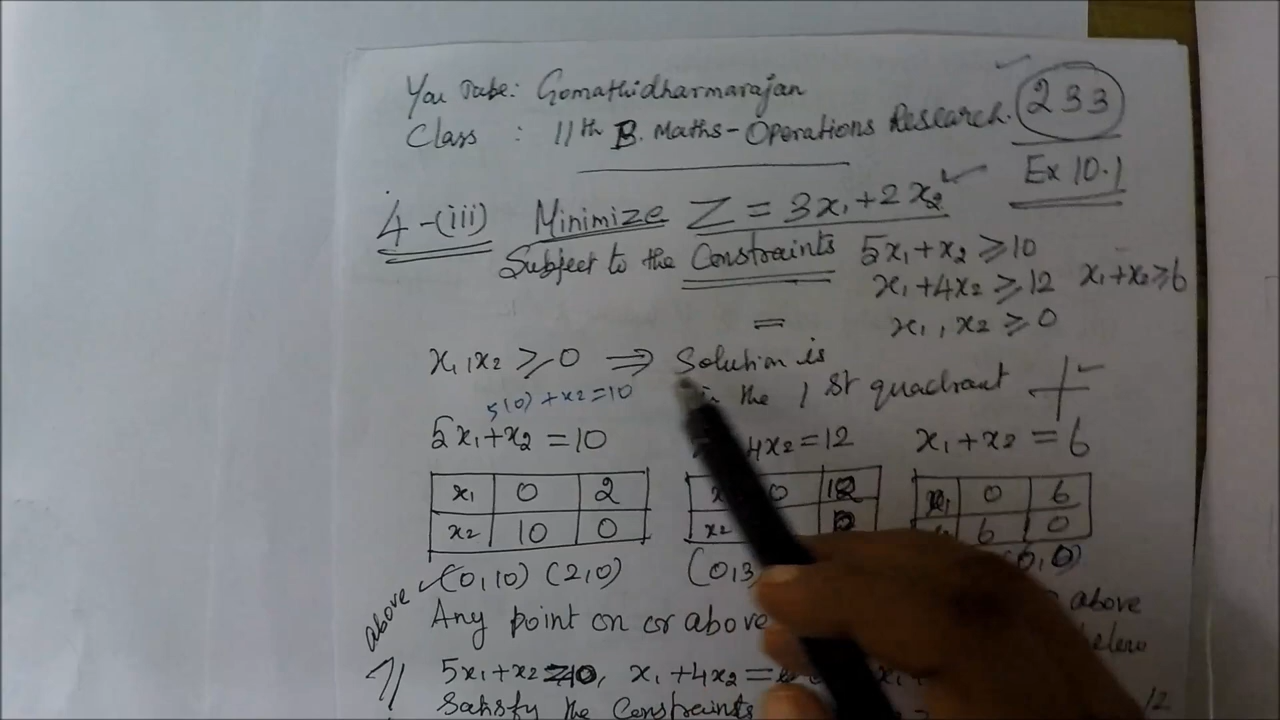 You Tube: Gomathidharmarajan
Class : 11th B. Maths-Operations Research.
233
Ex 10.1
4-(iii) Minimize Z = 3x₁+2x₂
Subject to the Constraints 5x₁+x₂ ≥ 10
x₁+4x₂ ≥ 12 x₁+x₂ ≥ 6
x₁, x₂ ≥ 0
x₁, x₂ ≥ 0 ⇒ Solution is
the 1 st quadrant
5(0) + x₂ = 10
5x₁+x₂ = 10
4x₂ = 12
x₁+x₂ = 6
x₁ 0 2
x₂ 10 0
0 12
x₂
x₁ 0 6
6 0
(0,10) (2,0)
(0,3
above
Any point on or above
above
5x₁+x₂ = 10, x₁+4x₂ =
Satisfy the Constraints